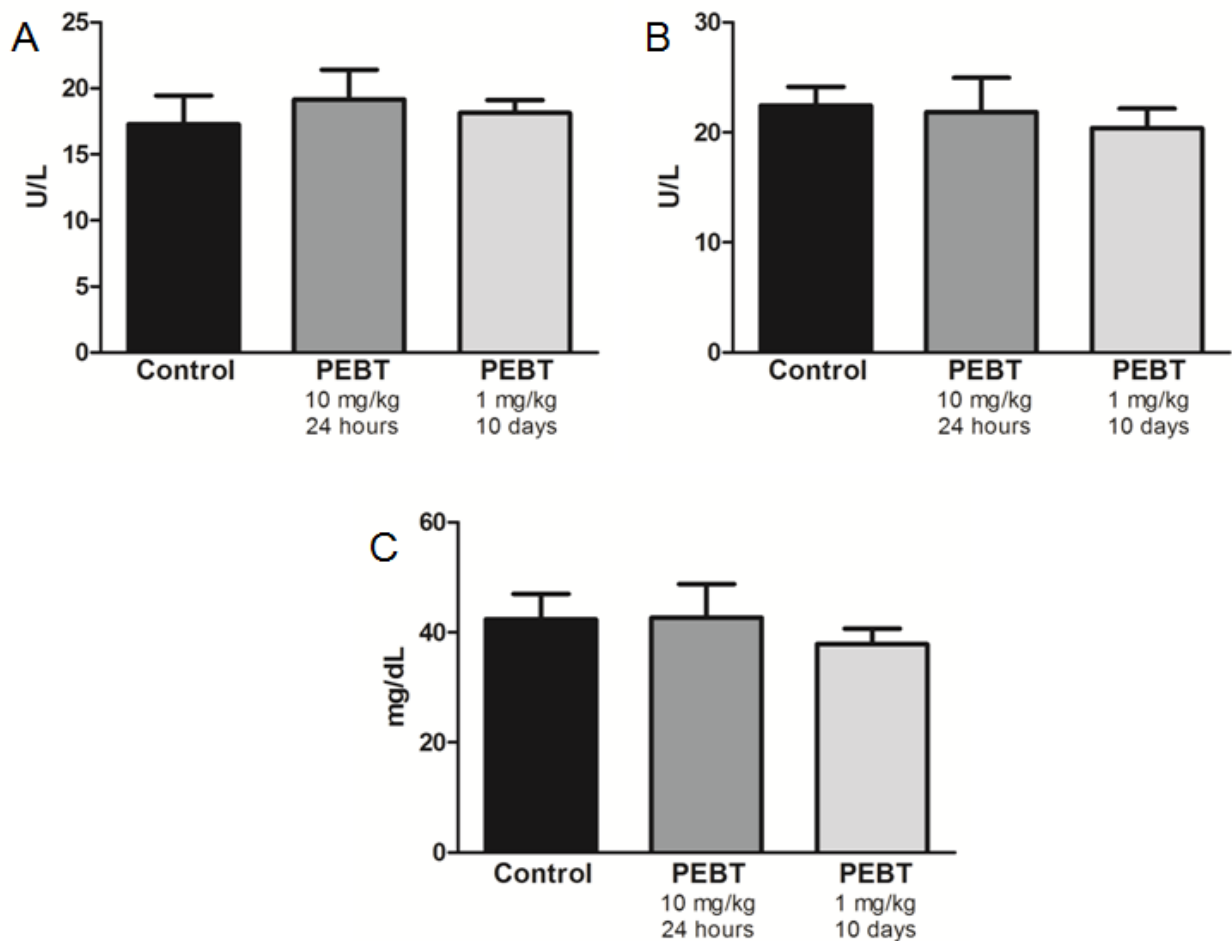 A
25
20
15
10
5
0
U/L
Control
PEBT
10 mg/kg
24 hours
PEBT
1 mg/kg
10 days
B
30
20
10
0
U/L
Control
PEBT
10 mg/kg
24 hours
PEBT
1 mg/kg
10 days
C
60
40
20
0
mg/dL
Control
PEBT
10 mg/kg
24 hours
PEBT
1 mg/kg
10 days